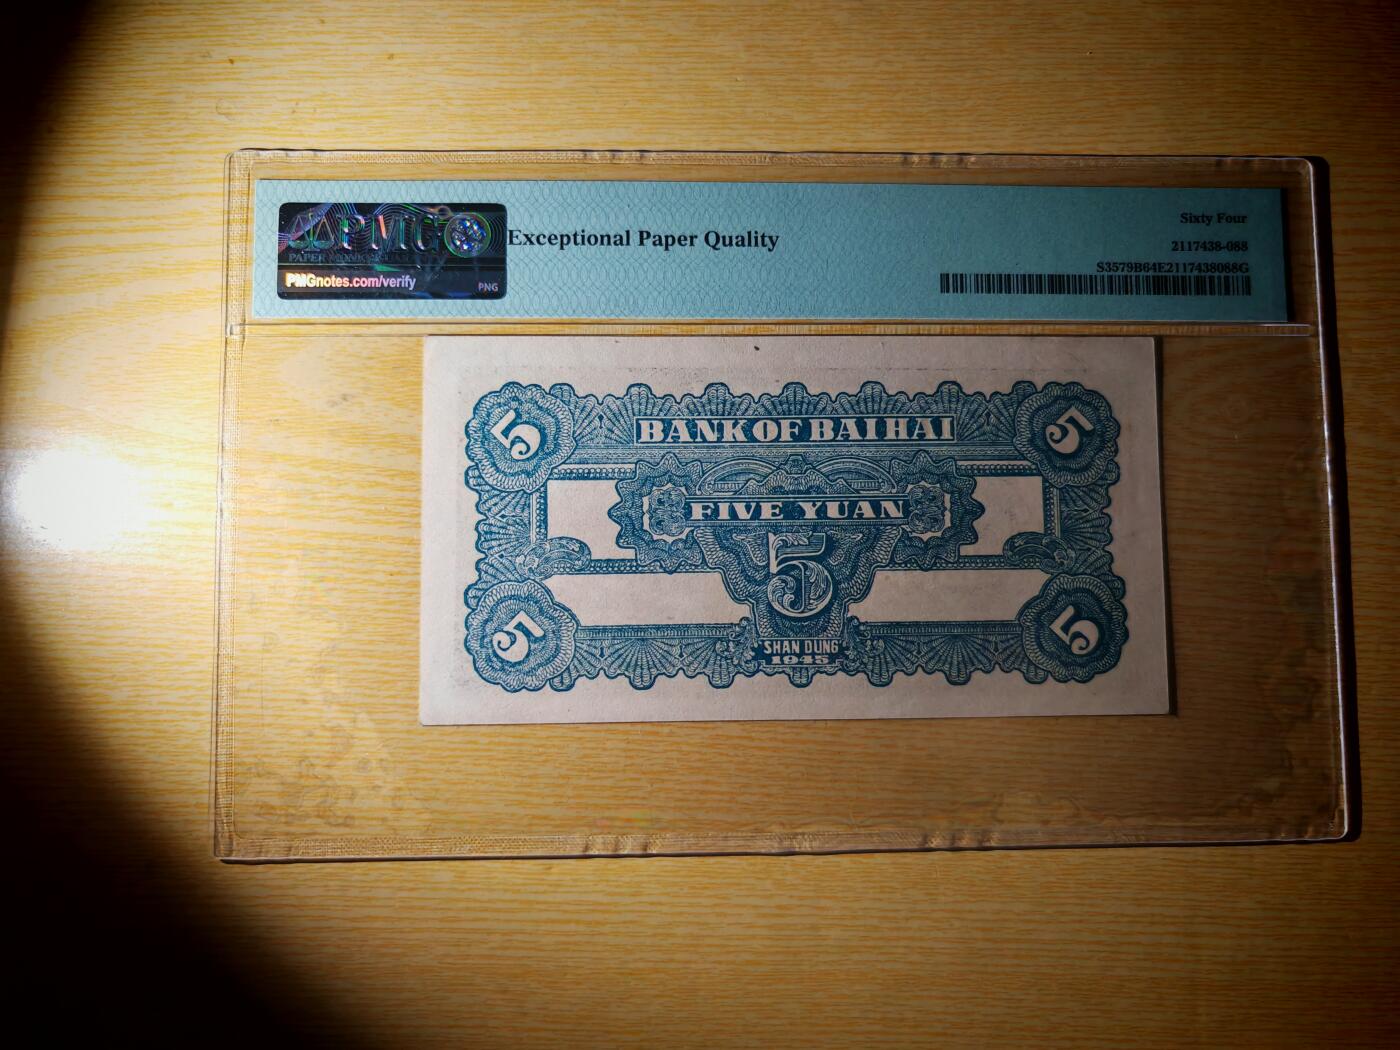 PMG
PAPER MONEY GUARANTY
PMGnotes.com/verify
PNG
Exceptional Paper Quality
Sixty Four
2117438-088
S3579B64E2117438088G
5
5
BANK OF BAI HAI
FIVE YUAN
5
5
5
SHAN DUNG
1945